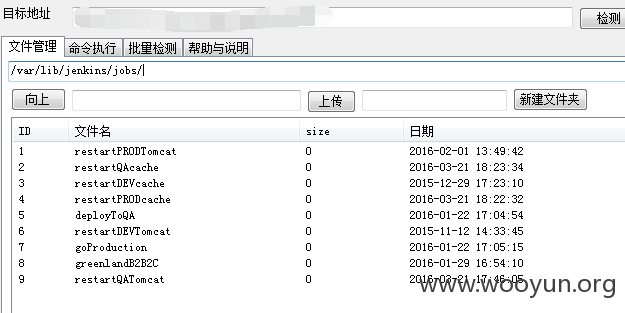 目标地址
检测
文件管理 命令执行 批量检测 帮助与说明
/var/lib/jenkins/jobs/
向上 上传 新建文件夹
ID 文件名 size 日期
1 restartPRODTomcat 0 2016-02-01 13:49:42
2 restartQAcache 0 2016-03-21 18:23:34
3 restartDEVcache 0 2015-12-29 17:23:10
4 restartPRODcache 0 2016-03-21 18:22:32
5 deployToQA 0 2016-01-22 17:04:54
6 restartDEVTomcat 0 2015-11-12 14:33:45
7 goProduction 0 2016-01-22 17:05:15
8 greenlandB2B2C 0 2016-01-29 16:54:10
9 restartQATomcat 0 2016-03-21 17:46:05
www.wooyun.org